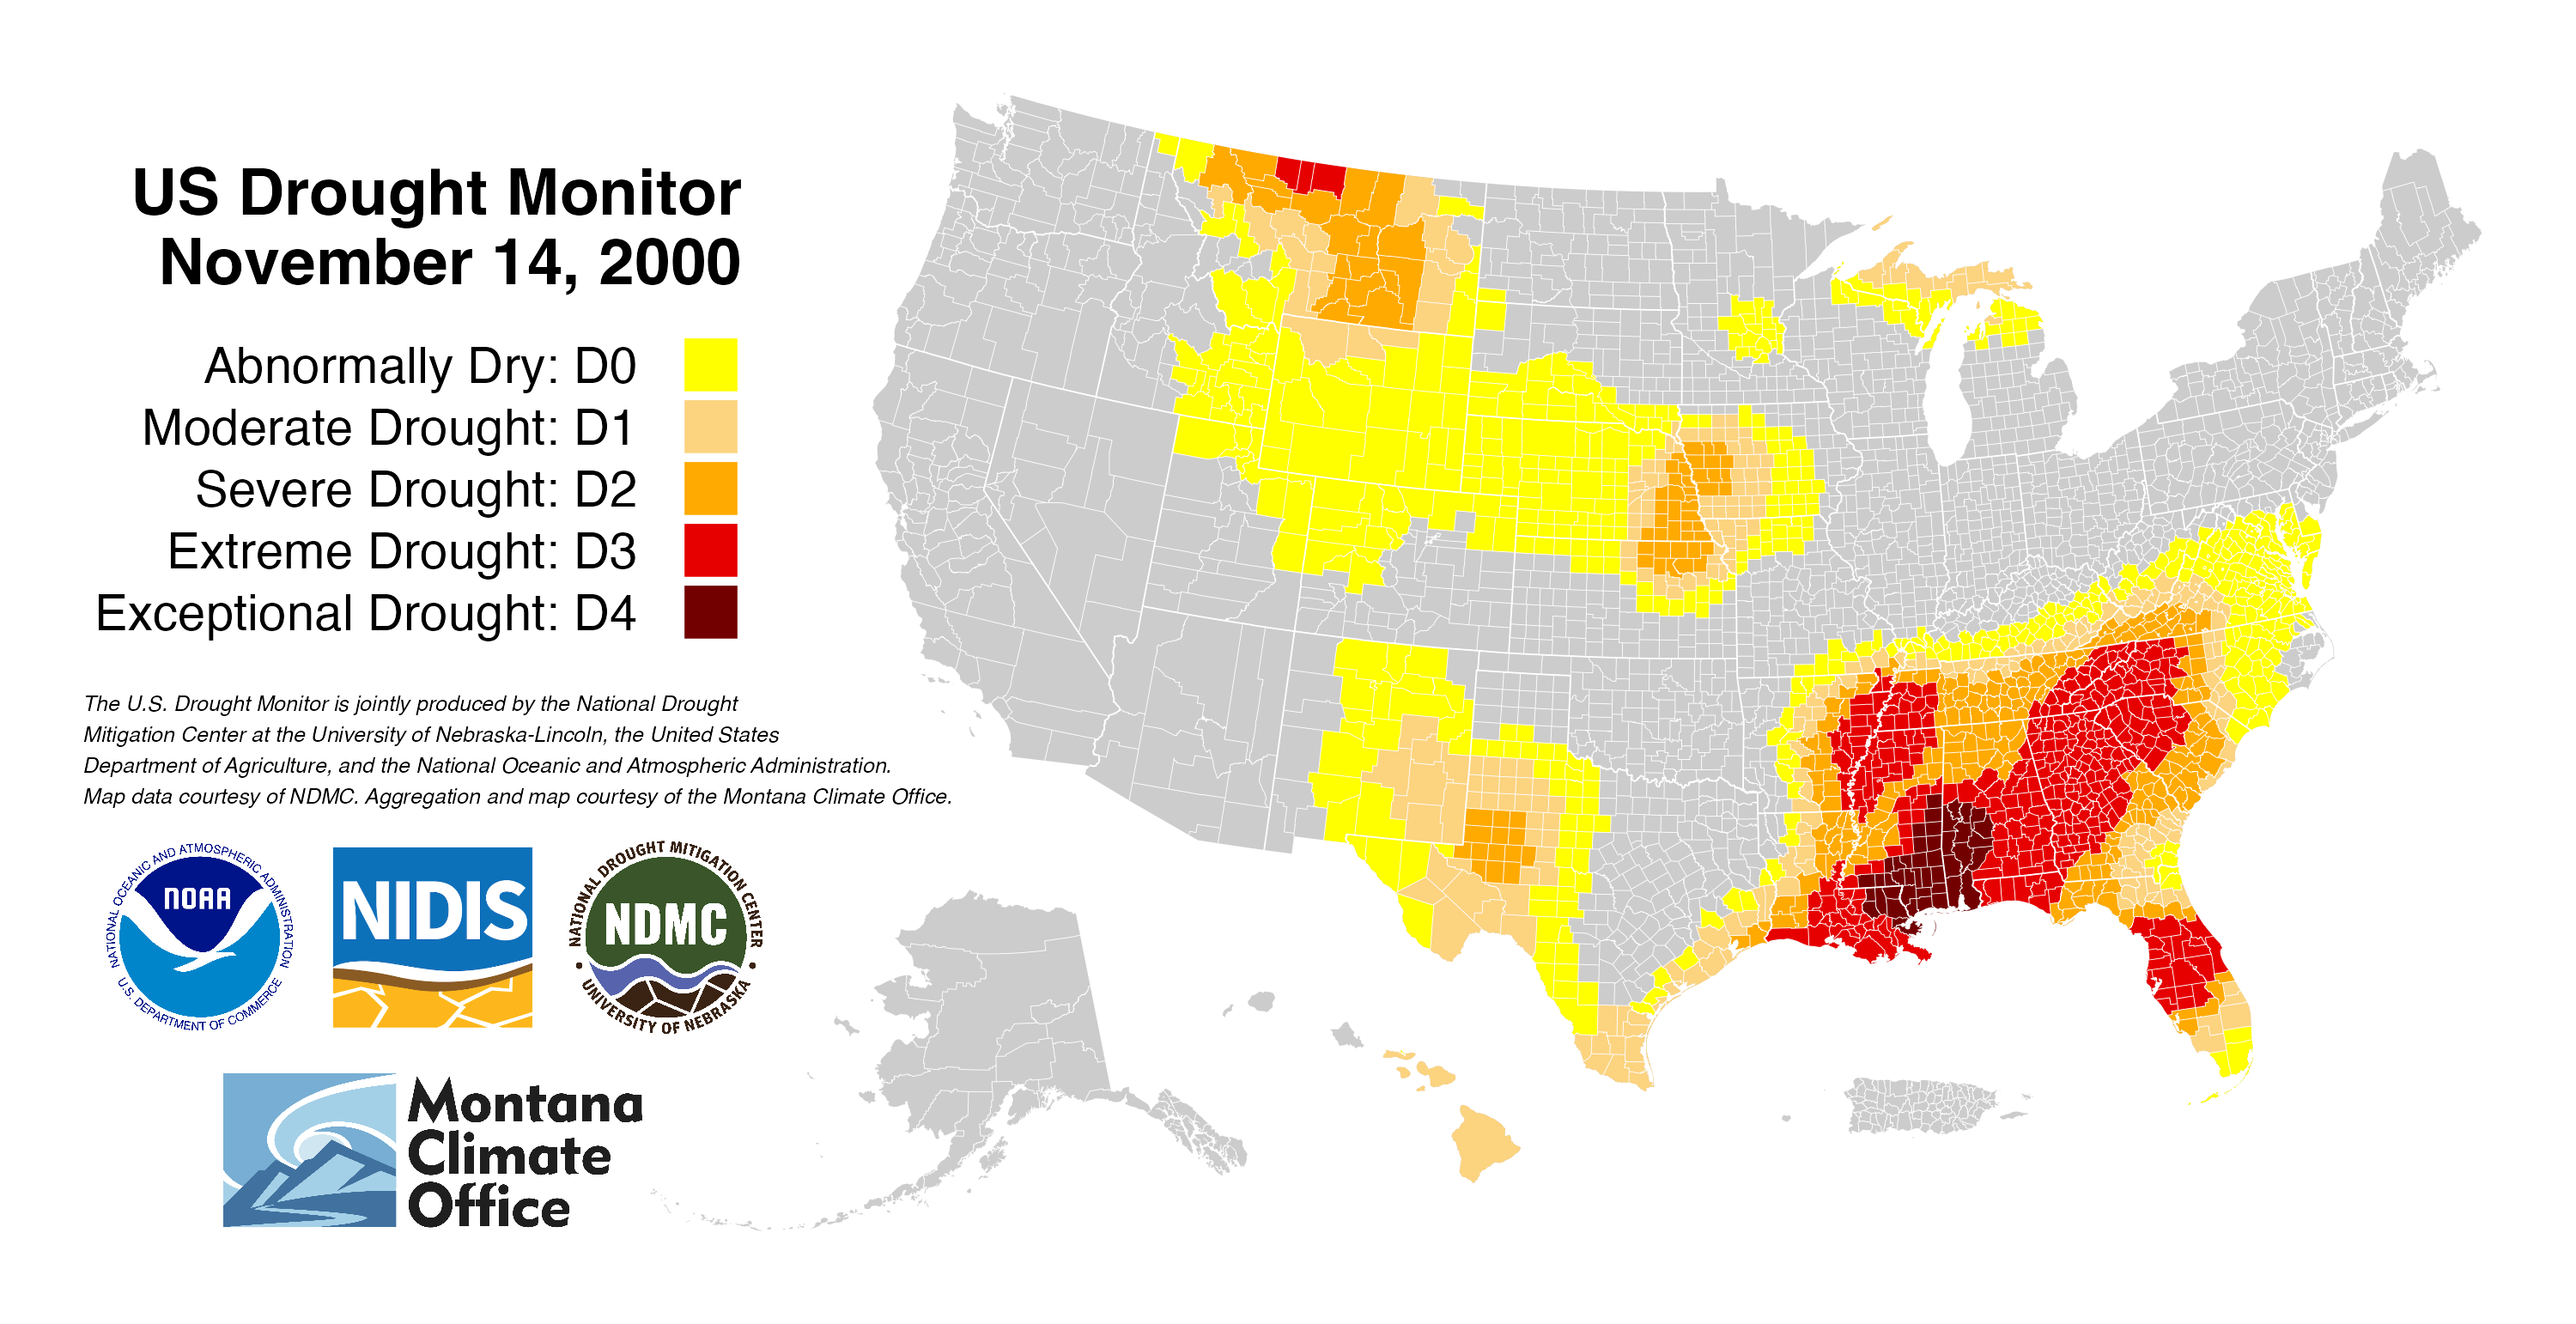 US Drought Monitor
November 14, 2000
Abnormally Dry: D0
Moderate Drought: D1
Severe Drought: D2
Extreme Drought: D3
Exceptional Drought: D4
The U.S. Drought Monitor is jointly produced by the National Drought
Mitigation Center at the University of Nebraska-Lincoln, the United States
Department of Agriculture, and the National Oceanic and Atmospheric Administration.
Map data courtesy of NDMC. Aggregation and map courtesy of the Montana Climate Office.
NATIONAL OCEANIC AND ATMOSPHERIC ADMINISTRATION
NOAA
U.S. DEPARTMENT OF COMMERCE
NIDIS
NATIONAL DROUGHT MITIGATION CENTER
NDMC
UNIVERSITY OF NEBRASKA
Montana
Climate
Office